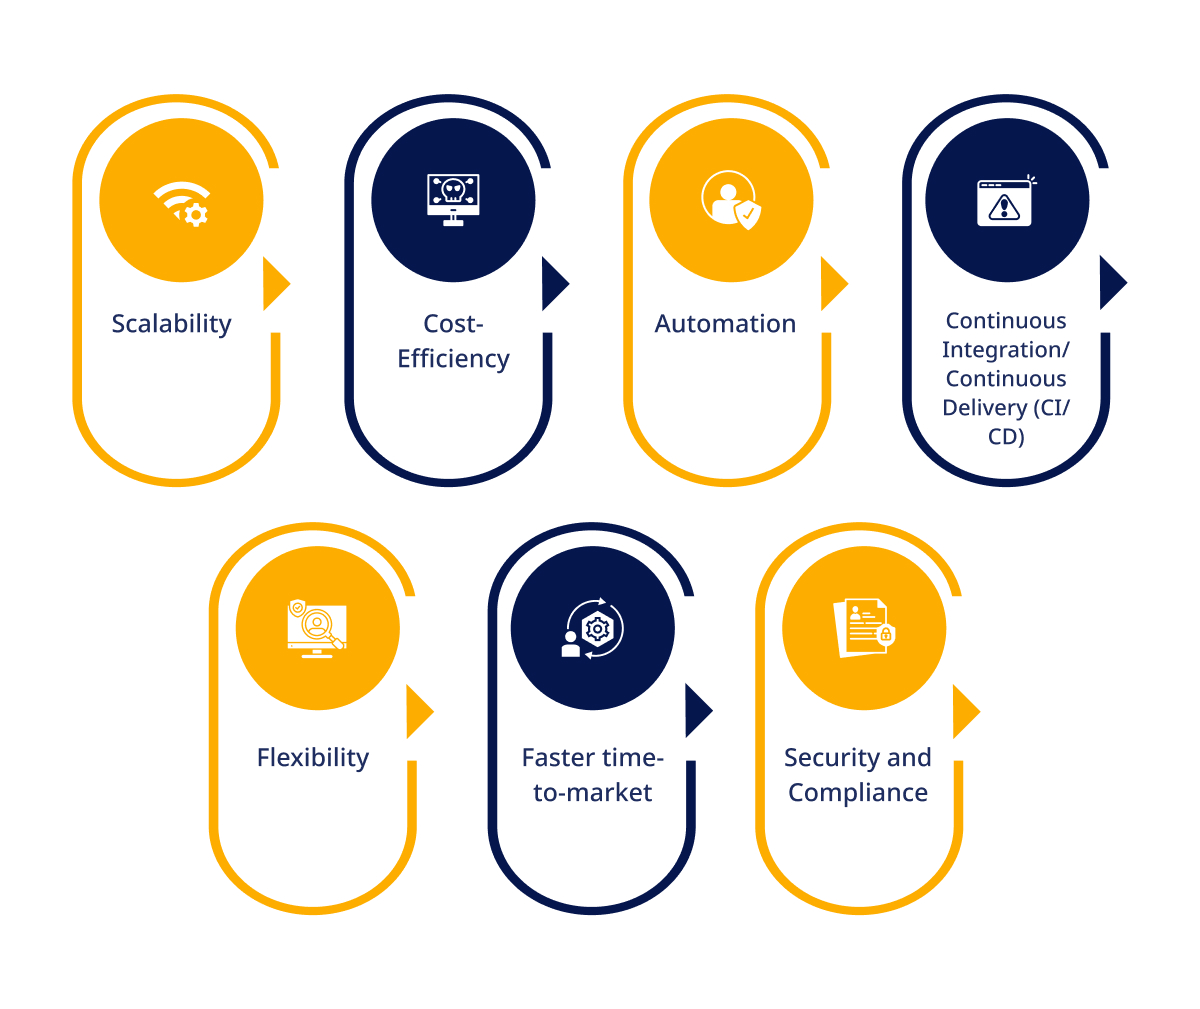 Scalability
Cost-
Efficiency
Automation
Continuous
Integration/
Continuous
Delivery (CI/
CD)
Flexibility
Faster time-
to-market
Security and
Compliance